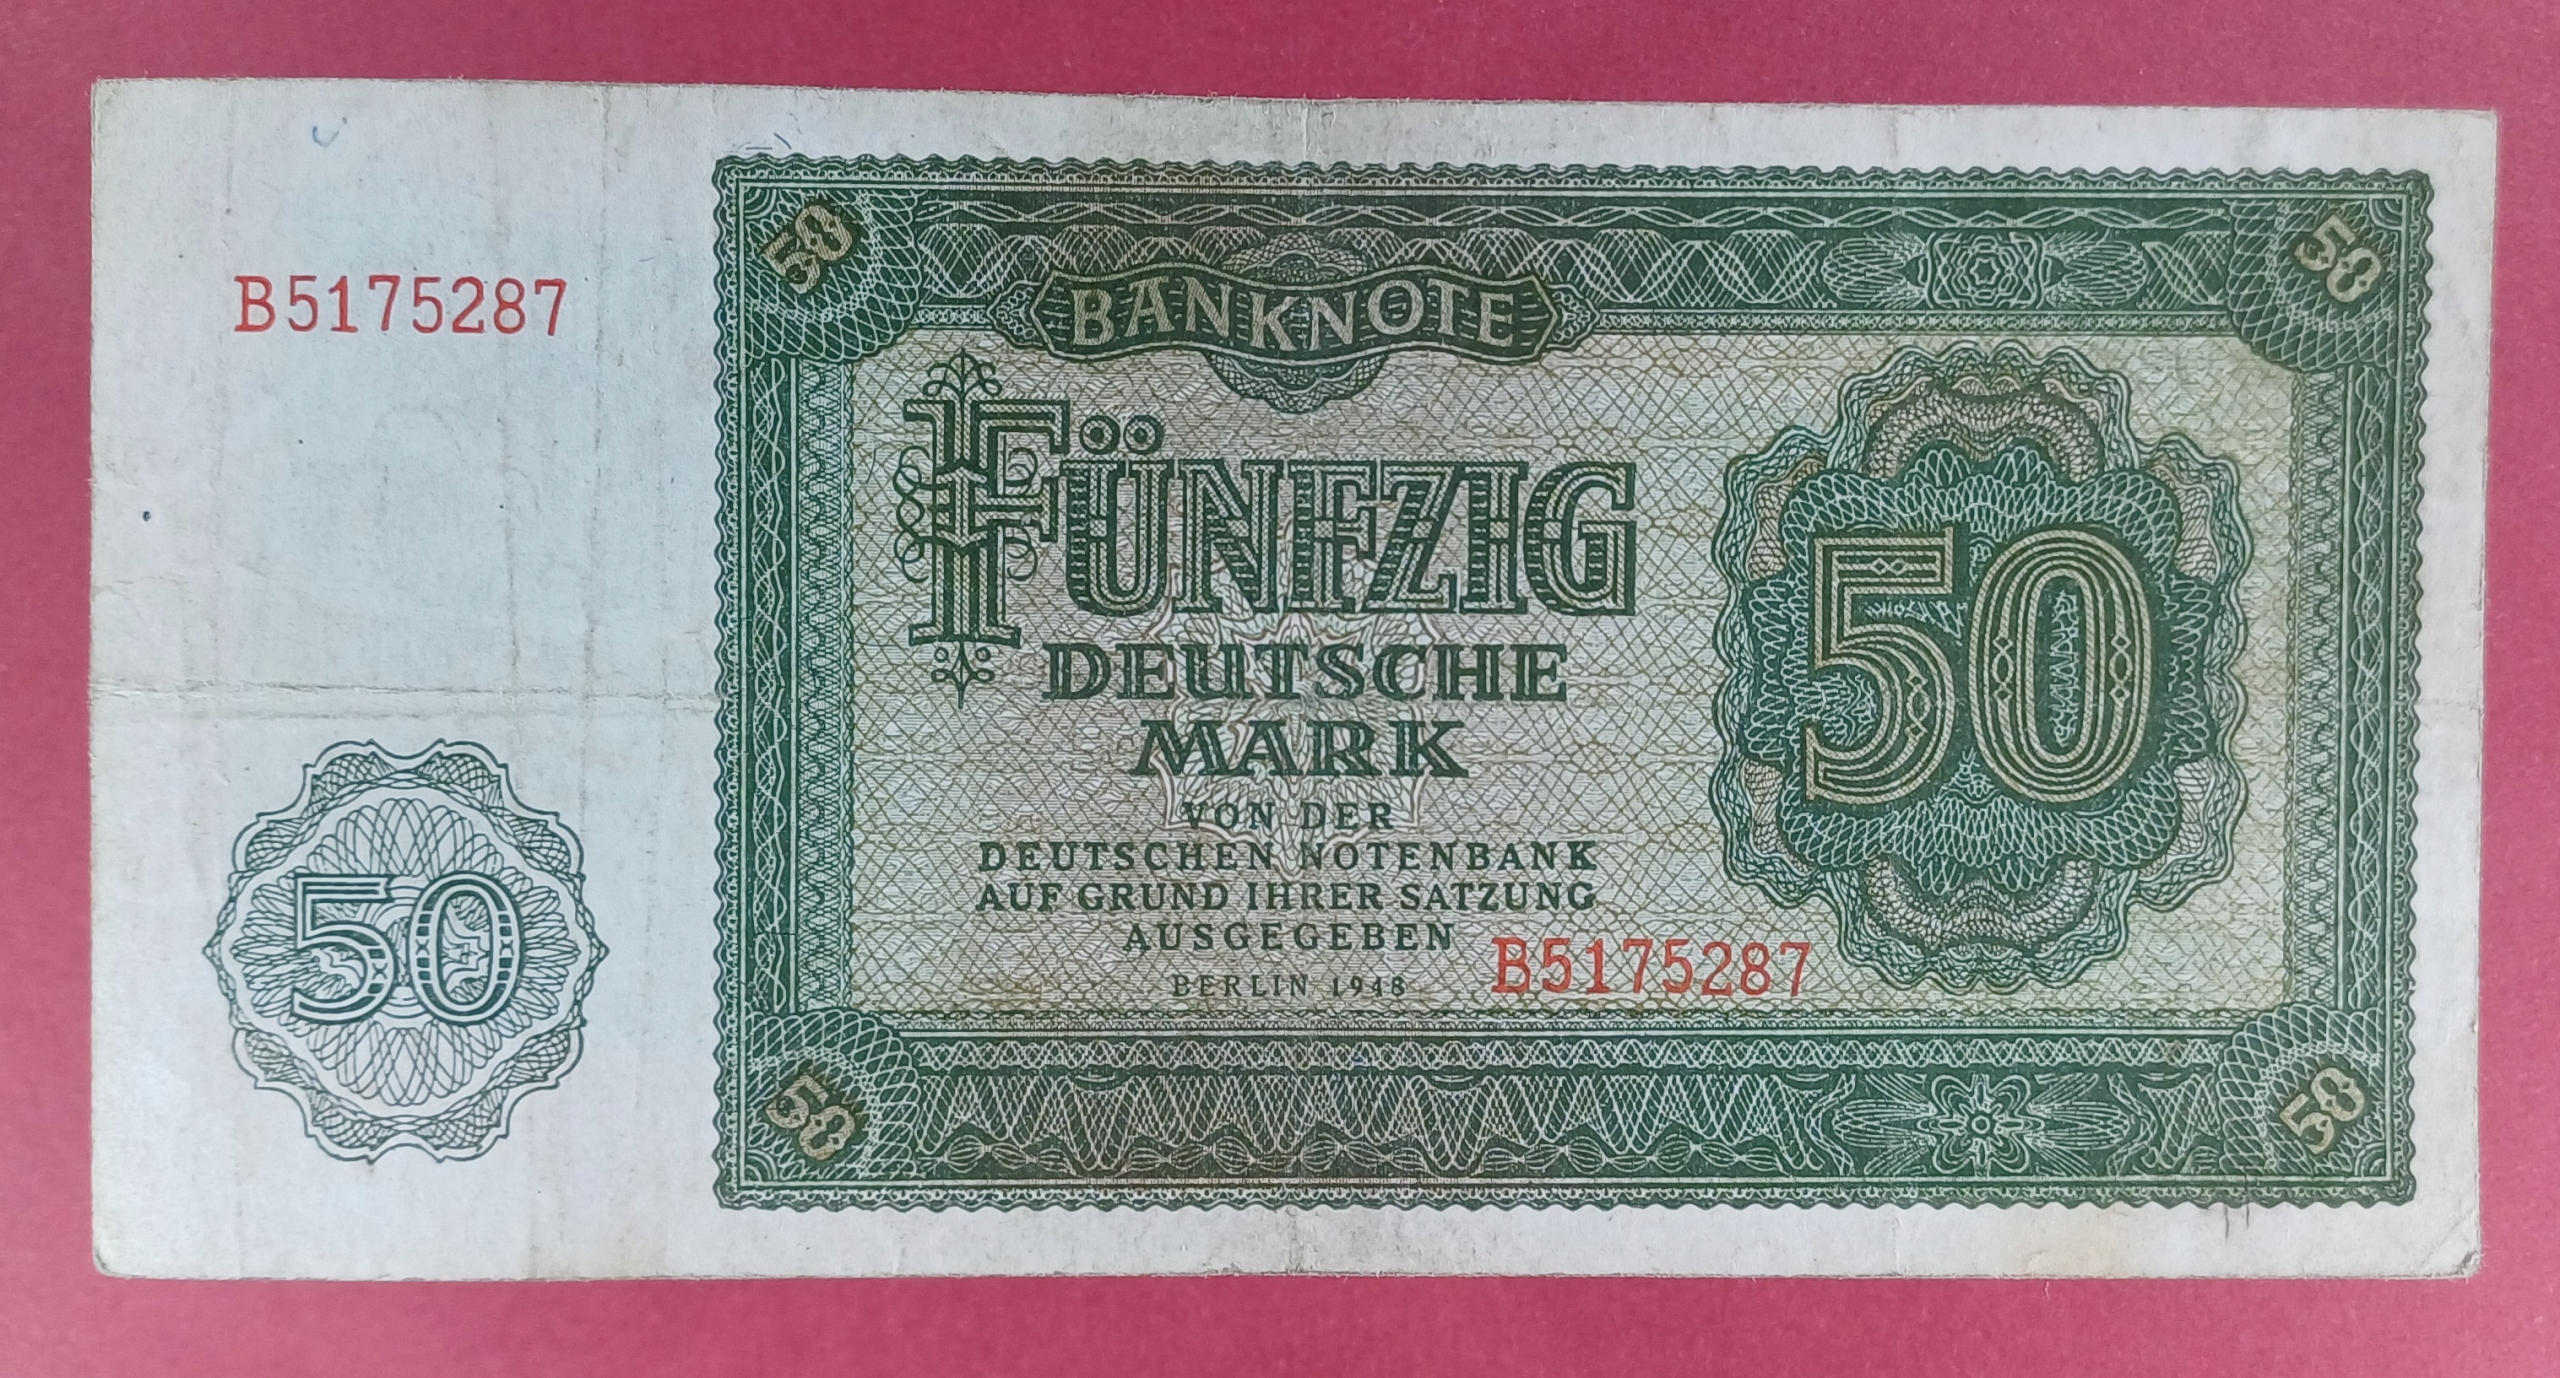 B5175287
50
50
50
BANKNOTE
FÜNFZIG
DEUTSCHE
MARK
VON DER
DEUTSCHEN NOTENBANK
AUF GRUND IHRER SATZUNG
AUSGEGEBEN
BERLIN 1948
B5175287
50
50
50